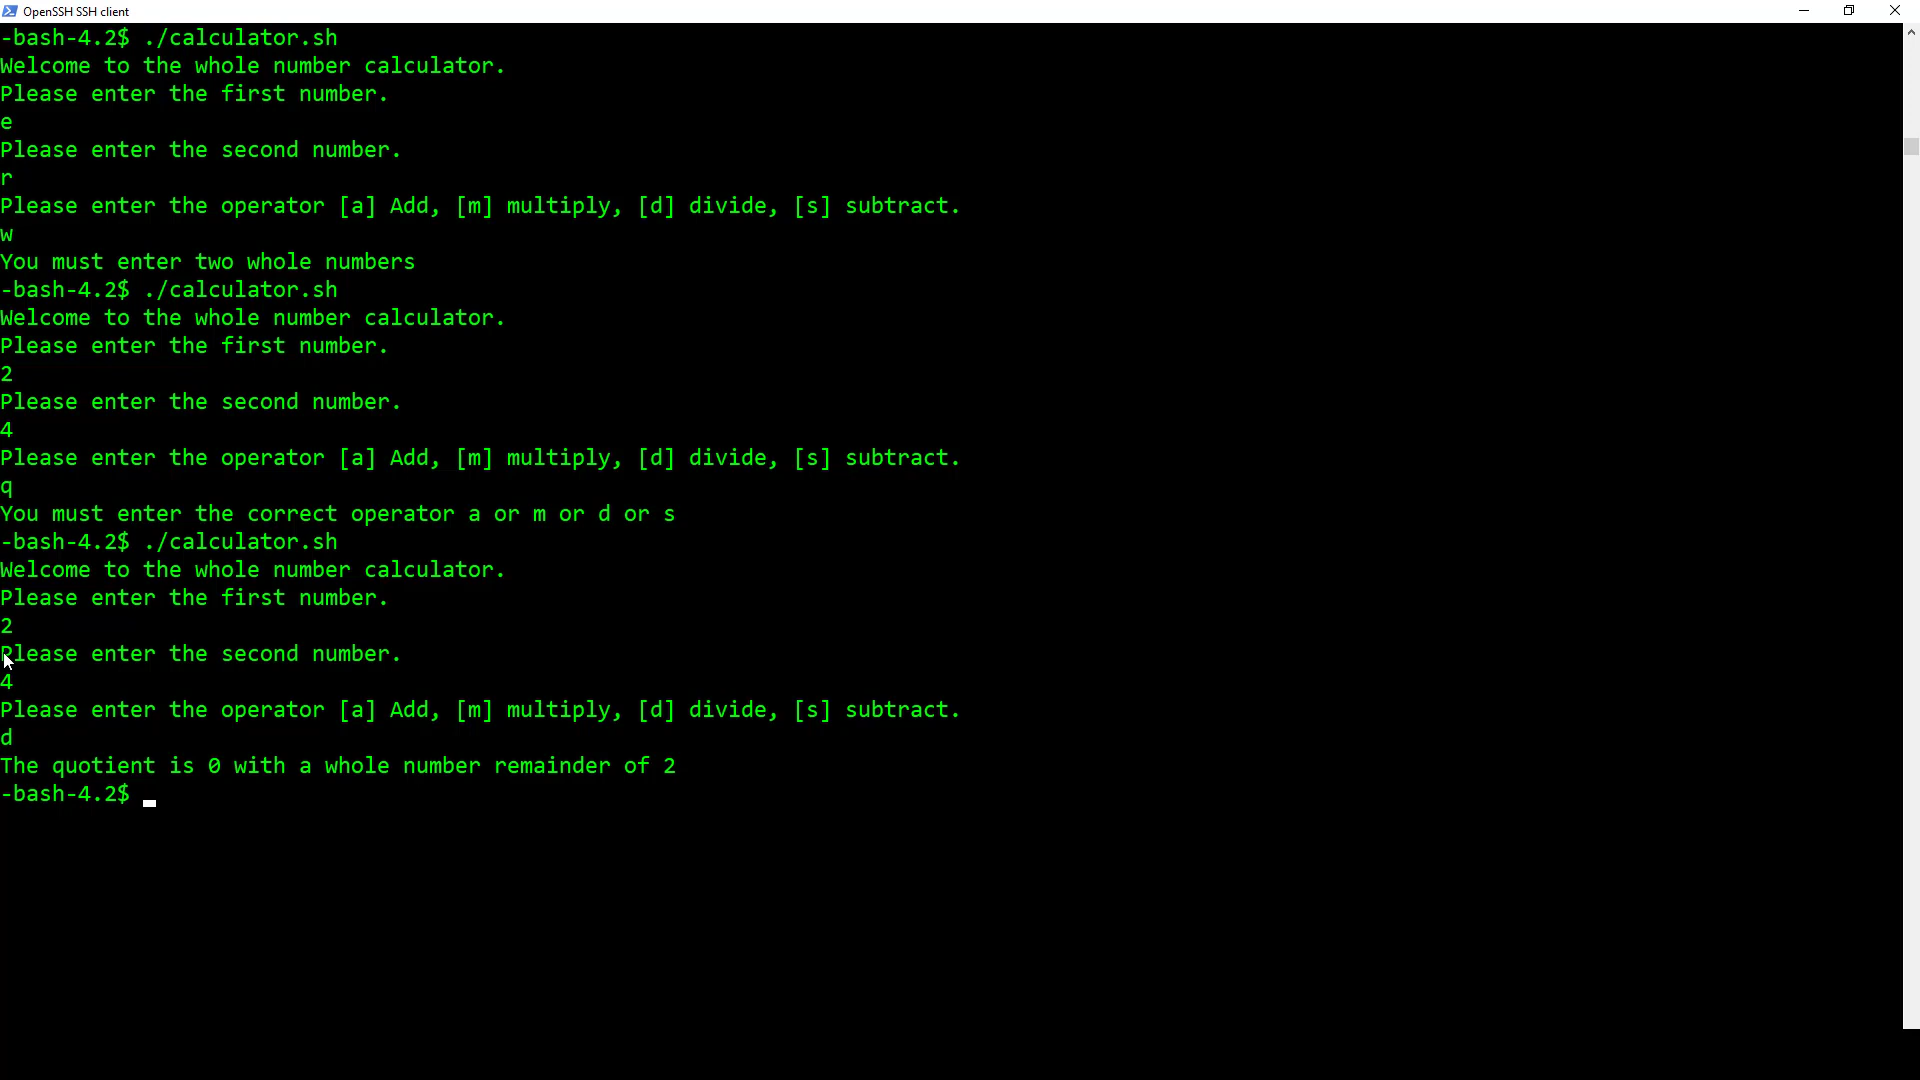 OpenSSH SSH client
-bash-4.2$ ./calculator.sh
Welcome to the whole number calculator.
Please enter the first number.
e
Please enter the second number.
r
Please enter the operator [a] Add, [m] multiply, [d] divide, [s] subtract.
w
You must enter two whole numbers
-bash-4.2$ ./calculator.sh
Welcome to the whole number calculator.
Please enter the first number.
2
Please enter the second number.
4
Please enter the operator [a] Add, [m] multiply, [d] divide, [s] subtract.
q
You must enter the correct operator a or m or d or s
-bash-4.2$ ./calculator.sh
Welcome to the whole number calculator.
Please enter the first number.
2
Please enter the second number.
4
Please enter the operator [a] Add, [m] multiply, [d] divide, [s] subtract.
d
The quotient is 0 with a whole number remainder of 2
-bash-4.2$